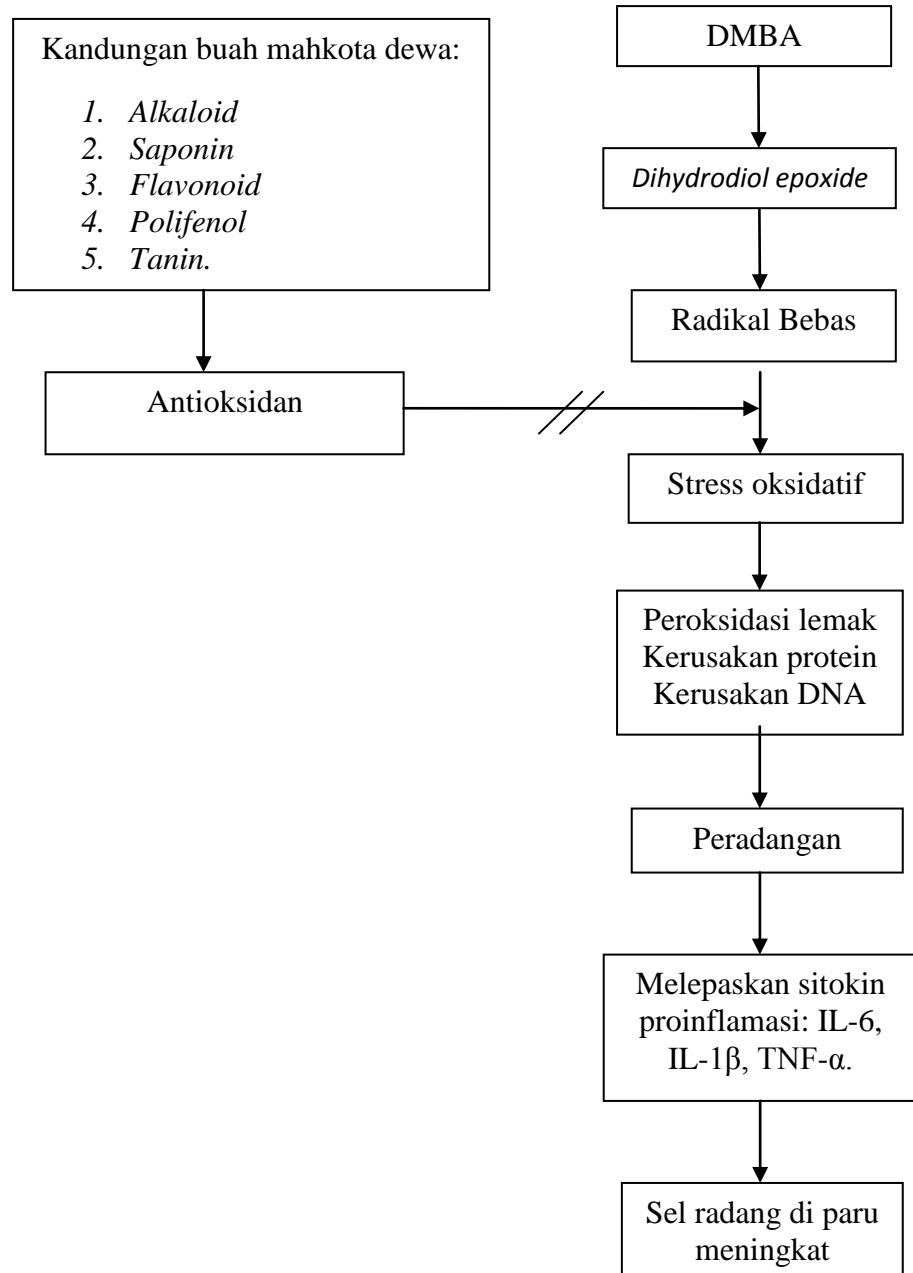 Kandungan buah mahkota dewa:
1. Alkaloid
2. Saponin
3. Flavonoid
4. Polifenol
5. Tanin.
Antioksidan
DMBA
Dihydrodiol epoxide
Radikal Bebas
Stress oksidatif
Peroksidasi lemak
Kerusakan protein
Kerusakan DNA
Peradangan
Melepaskan sitokin
proinflamasi: IL-6,
IL-1β, TNF-α.
Sel radang di paru
meningkat